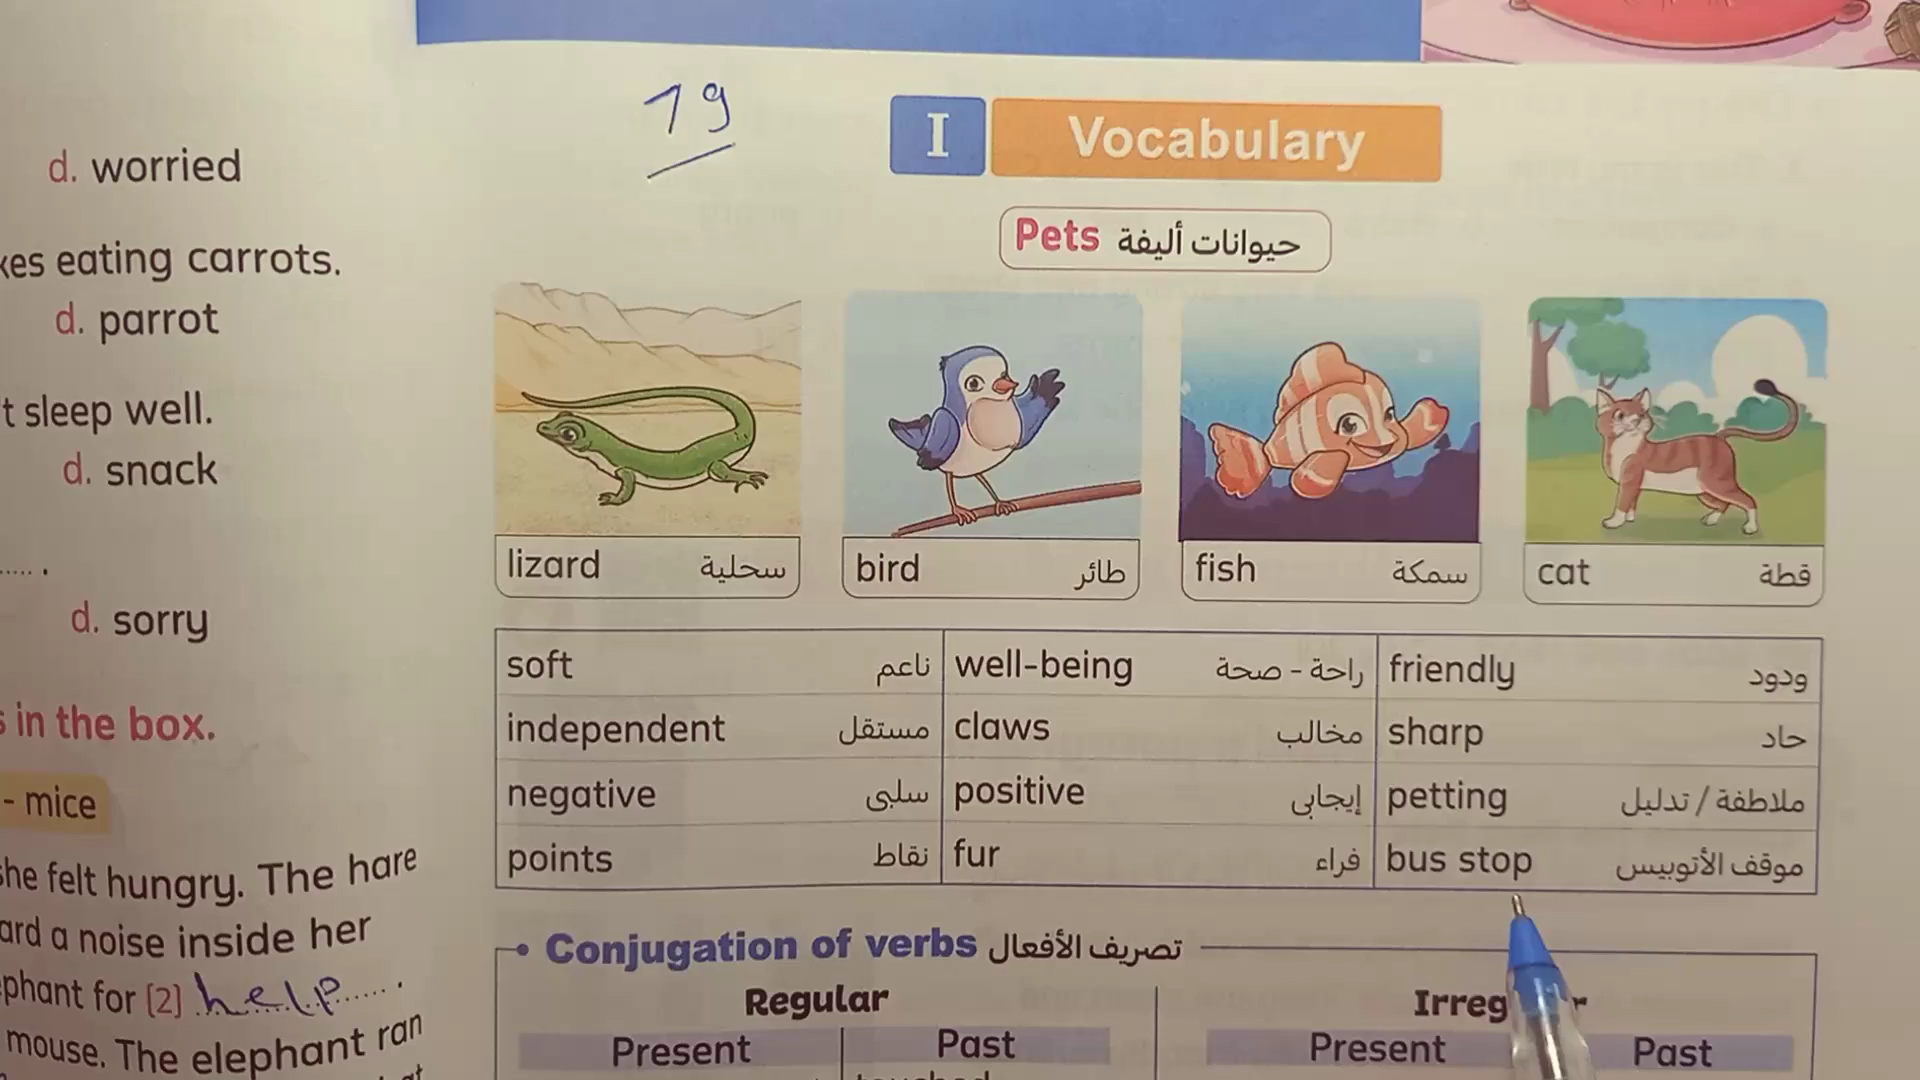 d. worried
kes eating carrots.
d. parrot
t sleep well.
d. snack
..... .
d. sorry
s in the box.
- mice
she felt hungry. The hare
ard a noise inside her
phant for [2] help .
mouse. The elephant ran
19
I Vocabulary
Pets حيوانات أليفة
lizard سحلية
bird طائر
fish سمكة
cat قطة
soft ناعم well-being راحة - صحة friendly ودود
independent مستقل claws مخالب sharp حاد
negative سلبى positive إيجابى petting ملاطفة / تدليل
points نقاط fur فراء bus stop موقف الأتوبيس
• Conjugation of verbs تصريف الأفعال
Regular
Present Past
Present Past